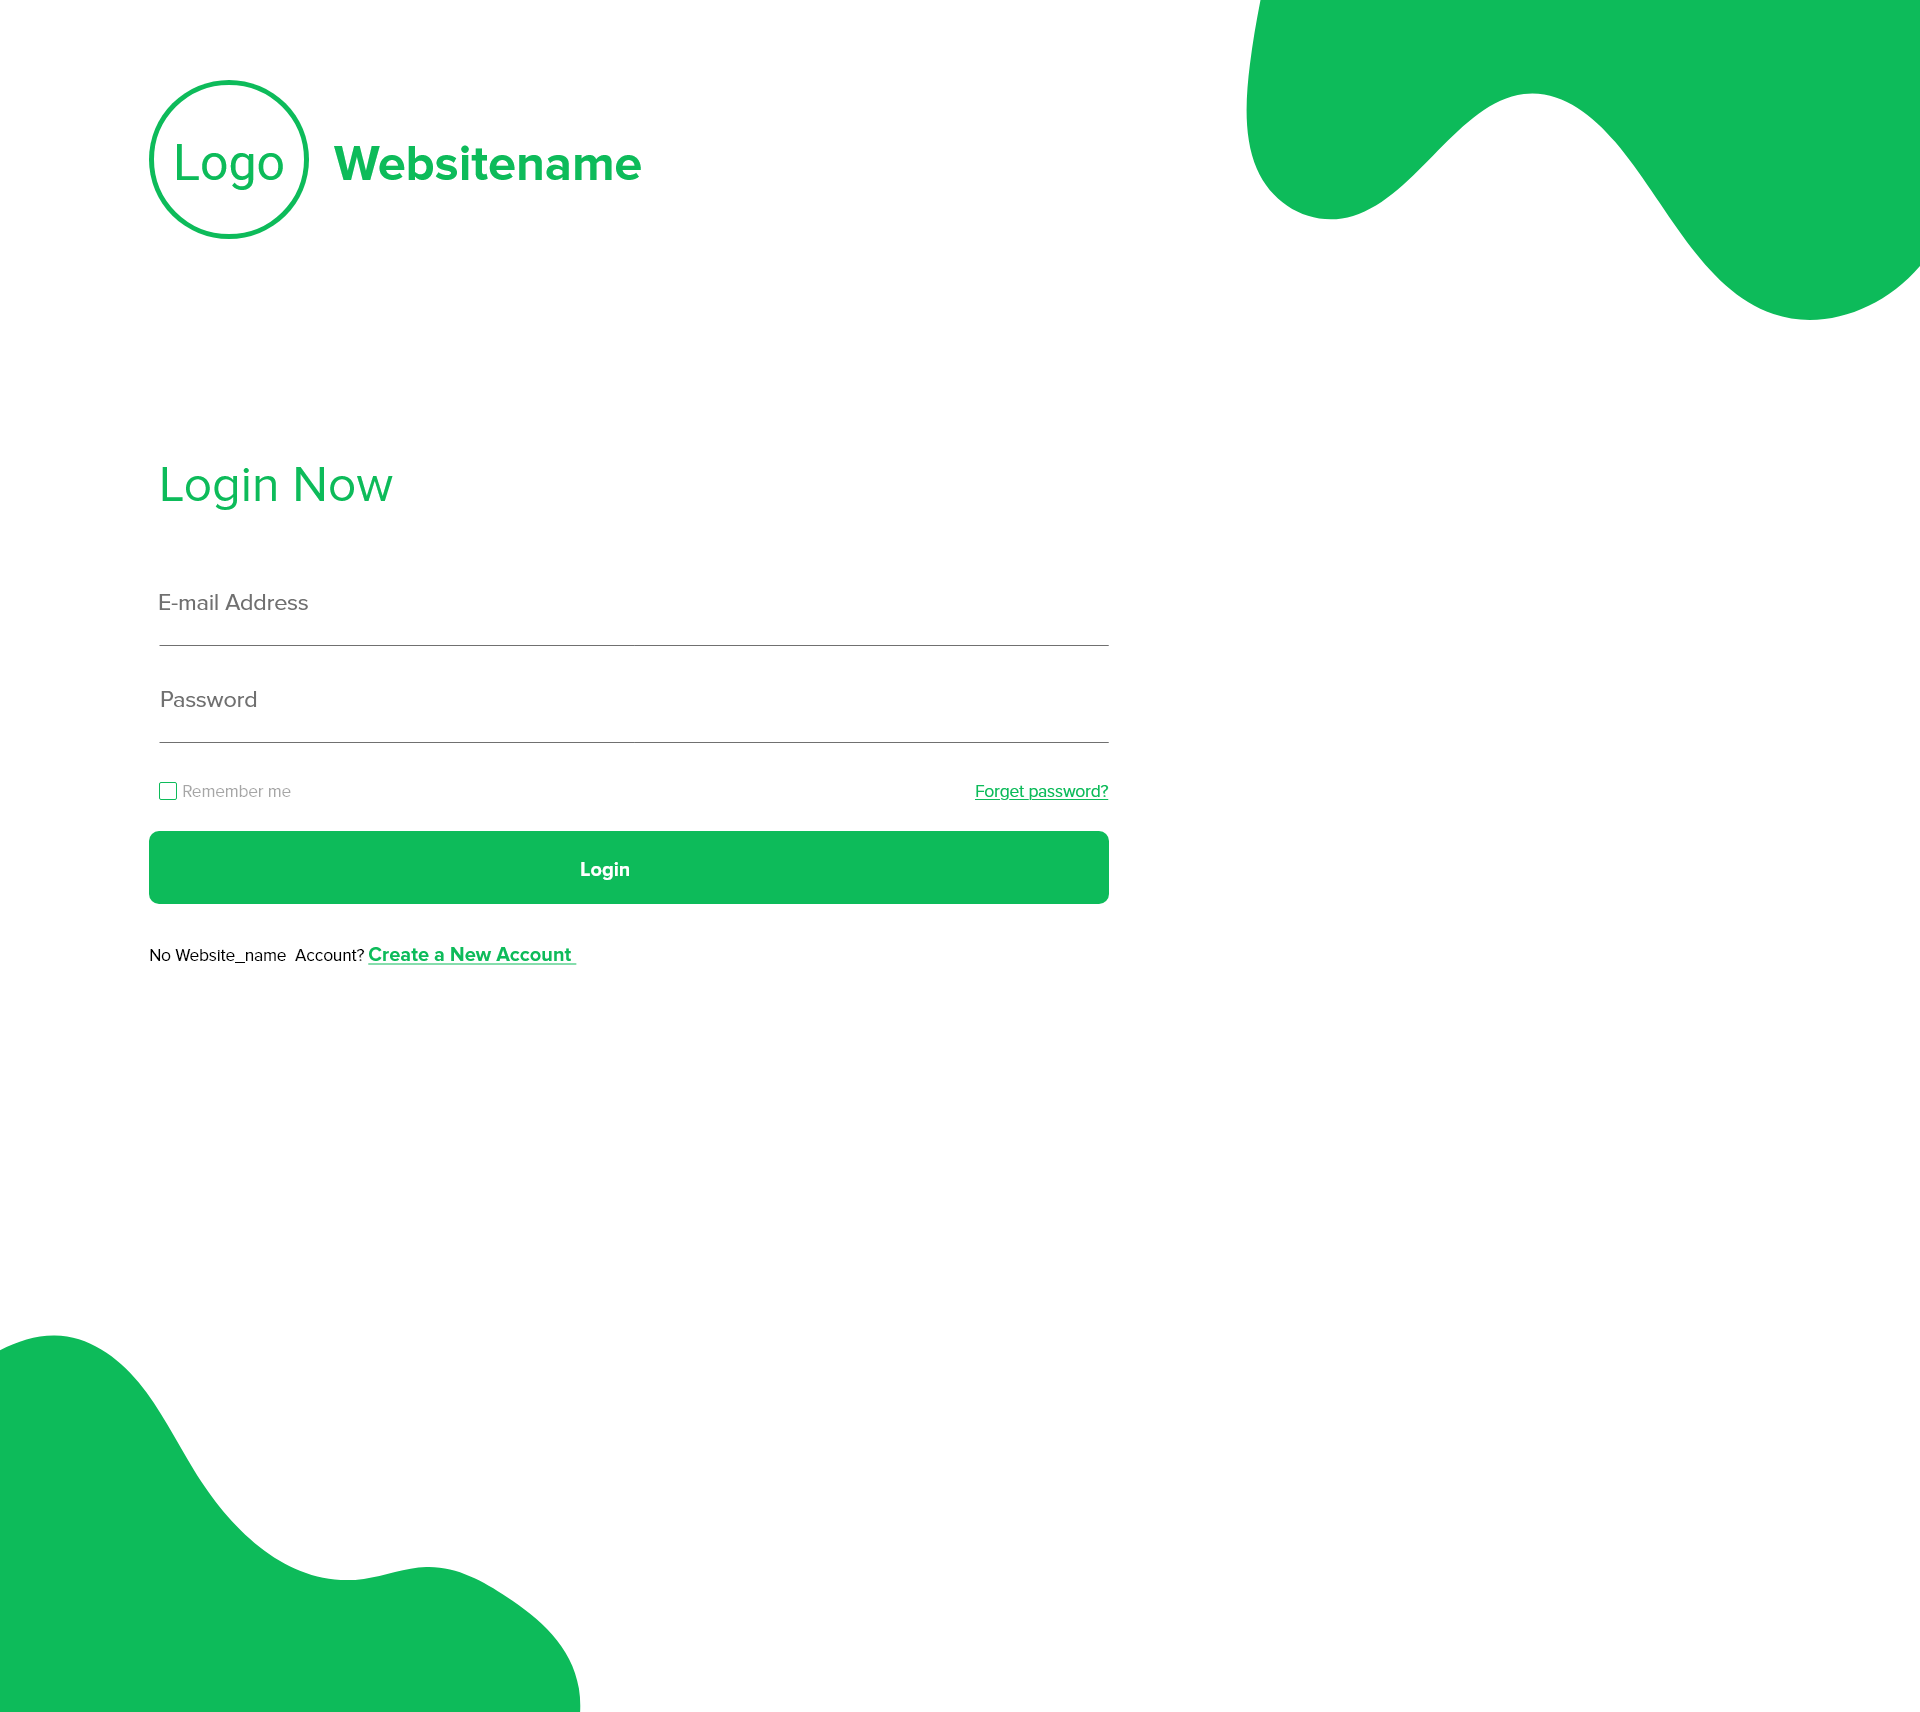 Logo Websitename
Login Now
E-mail Address
Password
Remember me Forget password?
Login
No Website_name  Account? Create a New Account